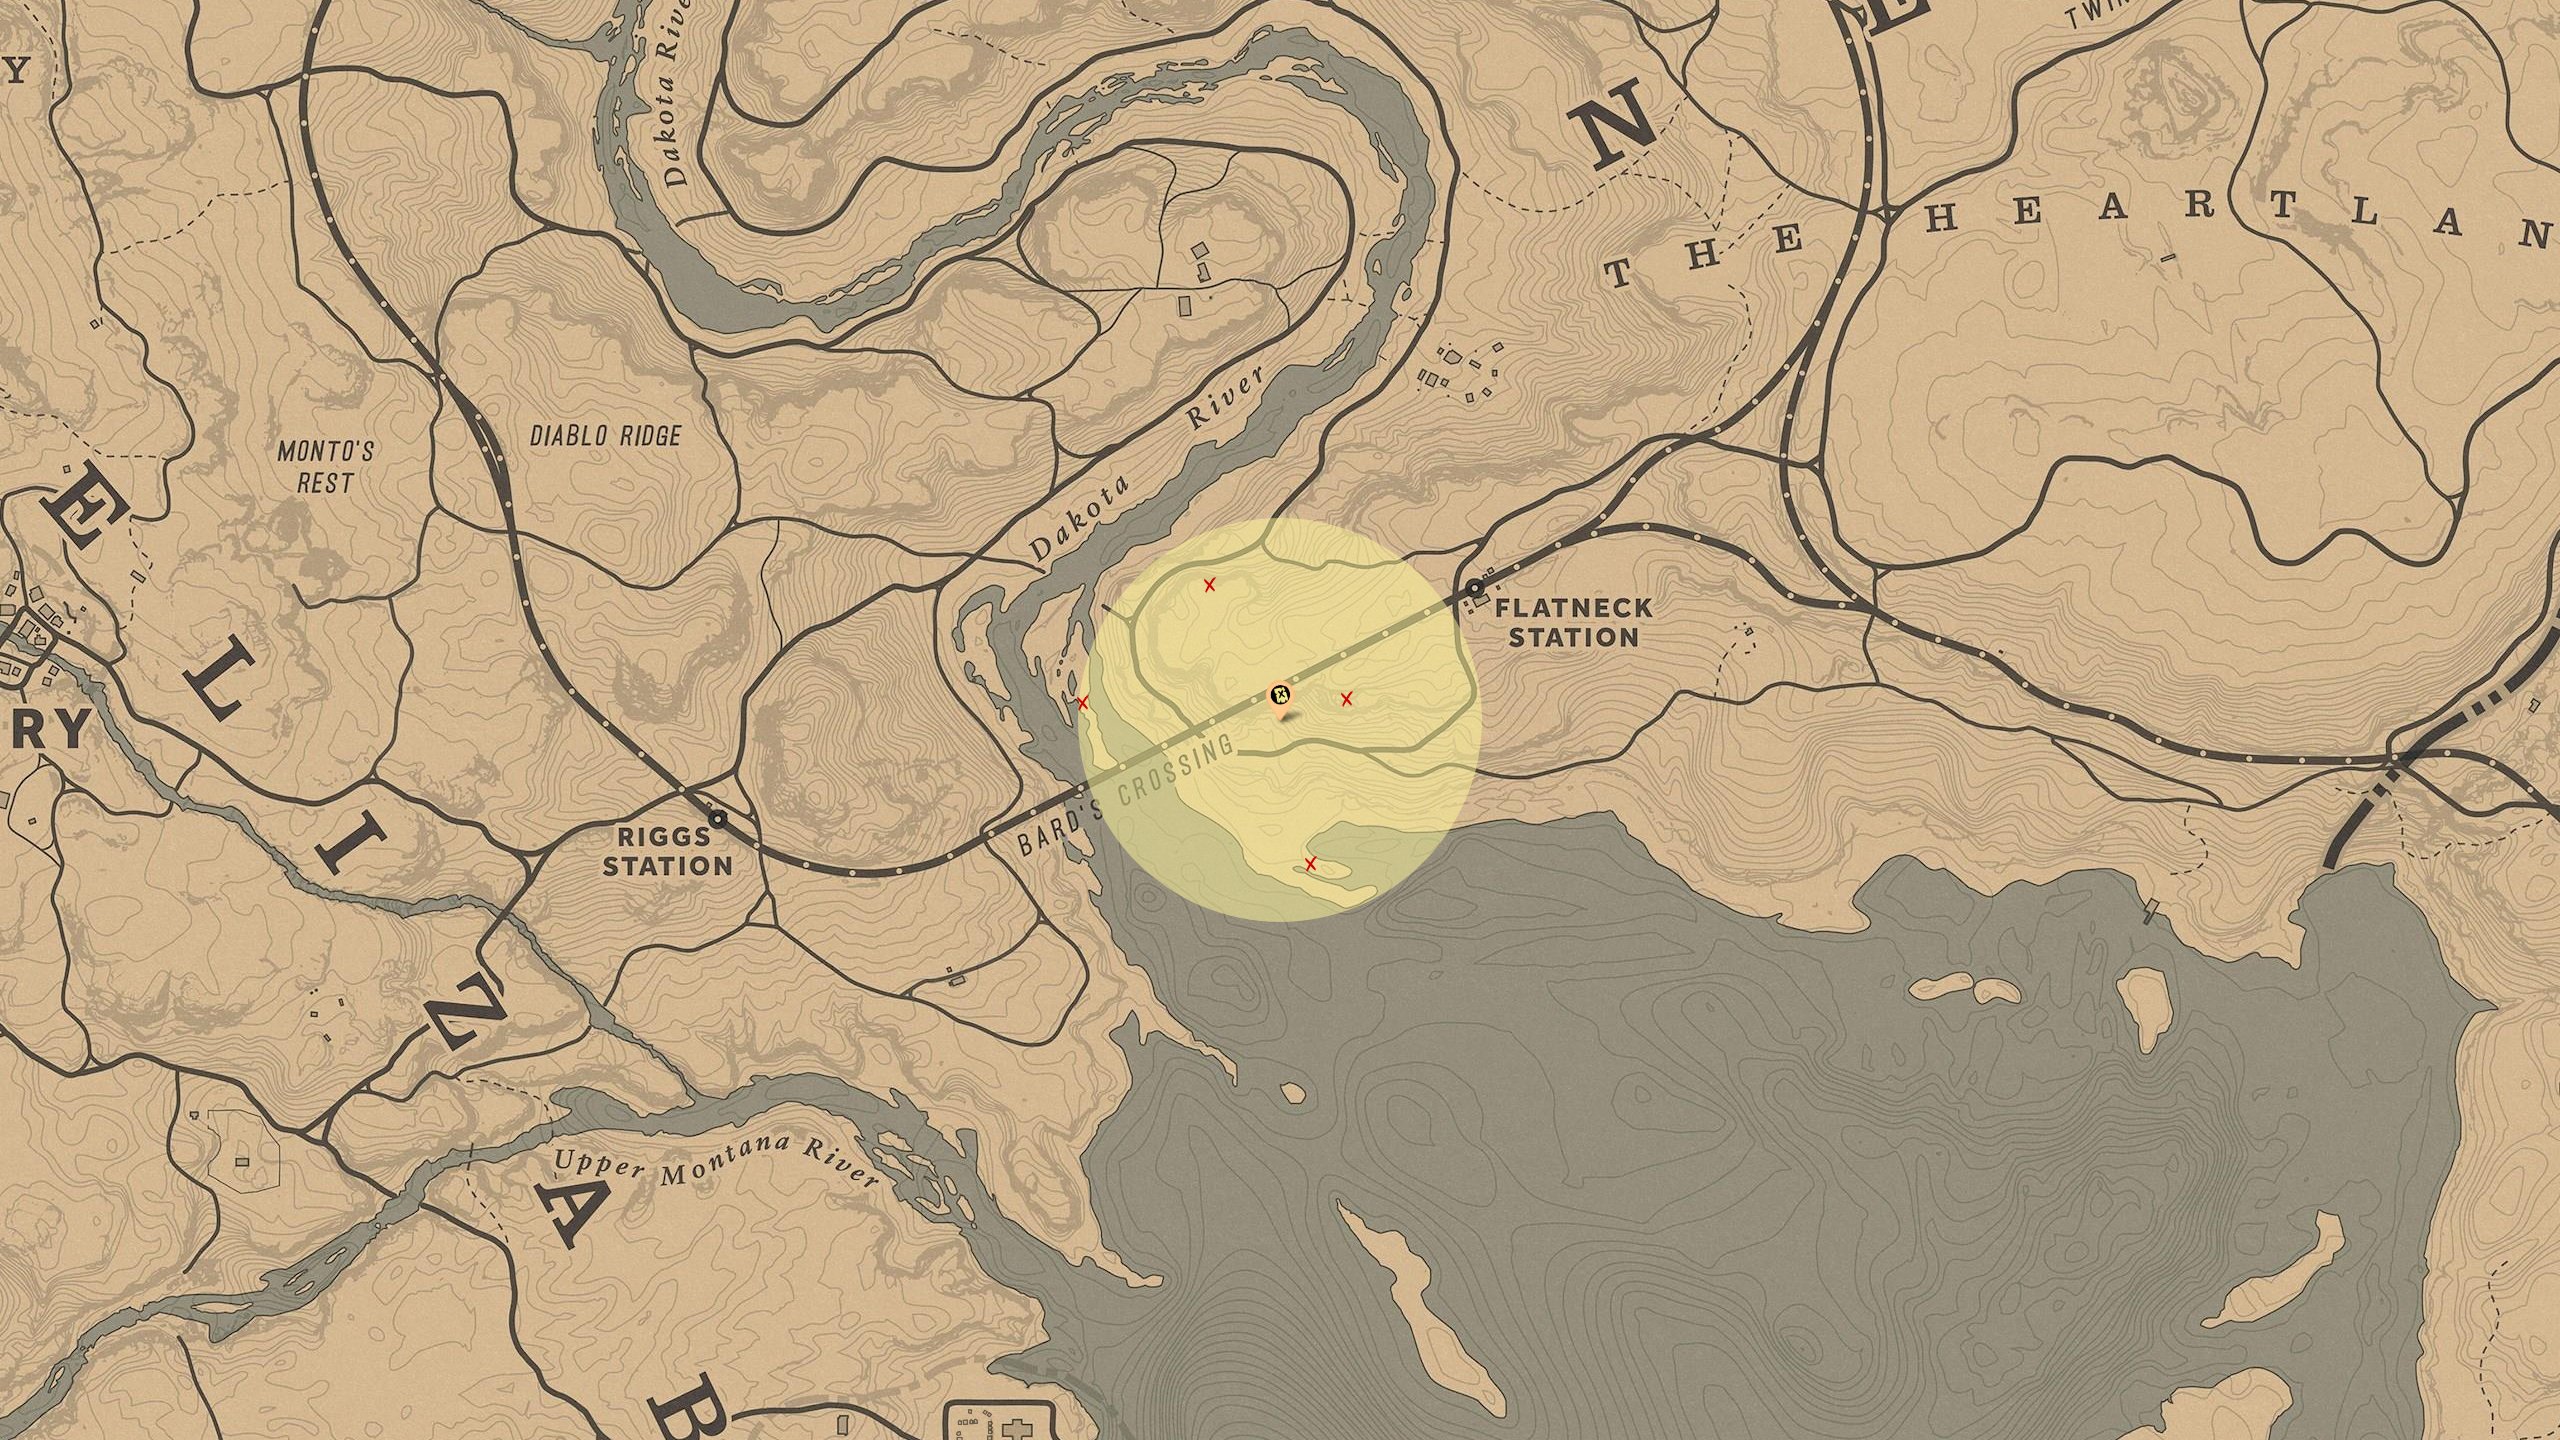 Dakota River
Y
N
THE HEARTLAN
MONTO'S
REST
DIABLO RIDGE
Dakota River
FLATNECK
STATION
ELIZAB
RY
BARD'S CROSSING
RIGGS
STATION
Upper Montana River